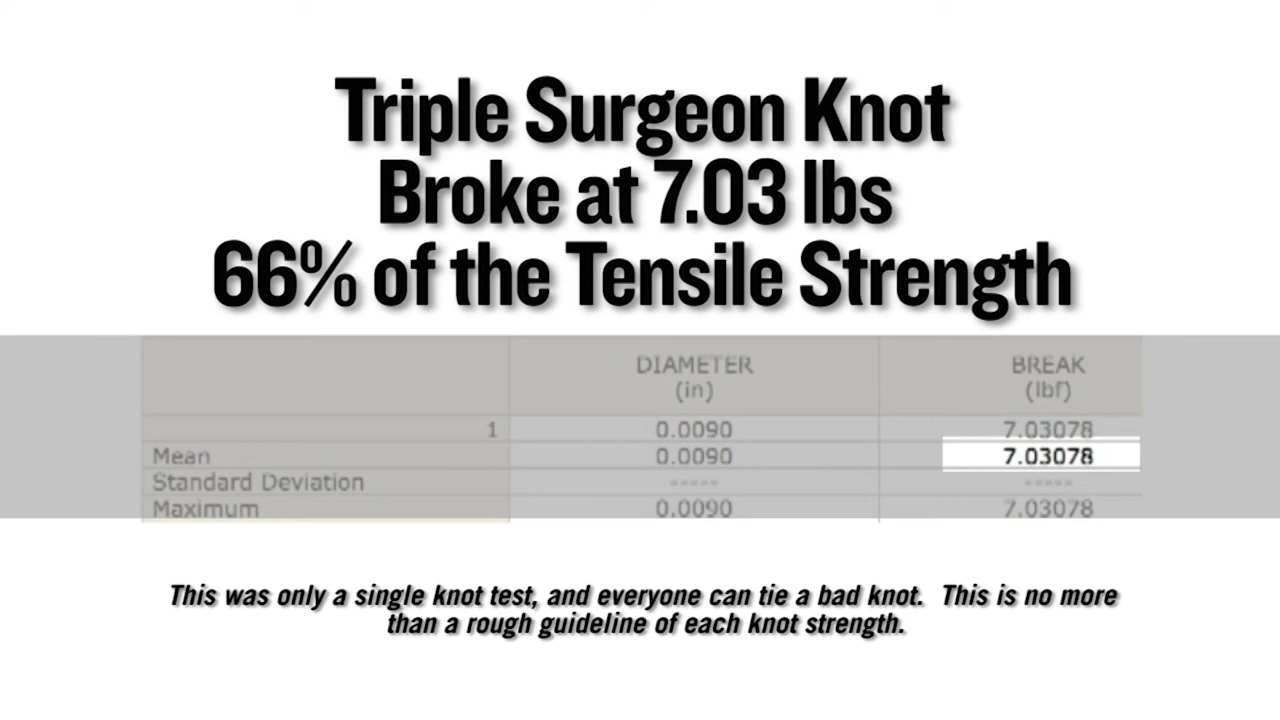 Triple Surgeon Knot
Broke at 7.03 lbs
66% of the Tensile Strength
DIAMETER BREAK
(in) (lbf)
1 0.0090 7.03078
Mean 0.0090 7.03078
Standard Deviation ----- -----
Maximum 0.0090 7.03078
This was only a single knot test, and everyone can tie a bad knot. This is no more
than a rough guideline of each knot strength.